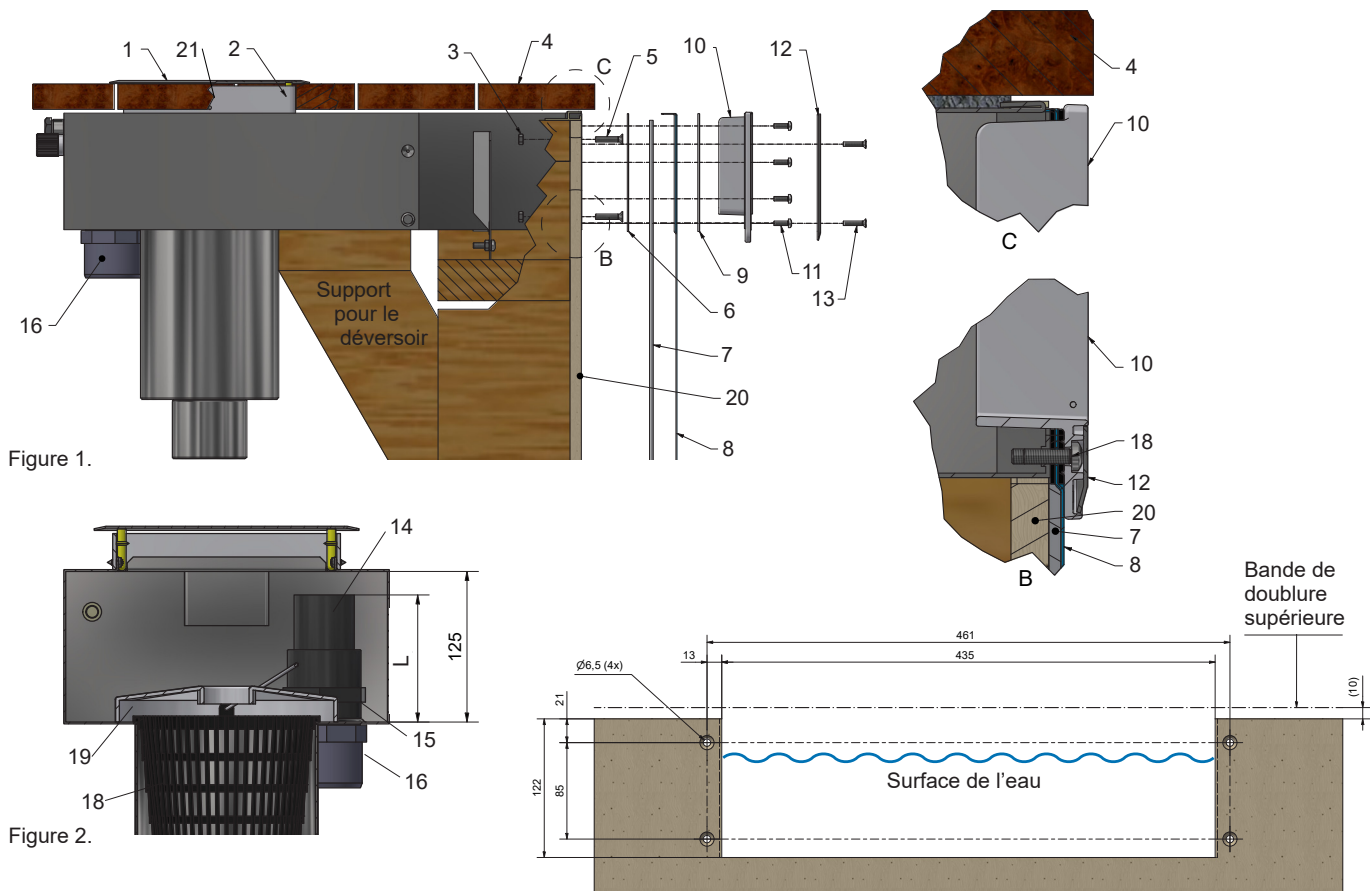 1
21
2
3
4
5
10
12
C
4
10
C
16
Support
pour le
déversoir
B
6
7
20
8
9
11
13
Figure 1.
10
18
12
20
7
8
B
14
L
125
15
16
19
18
Figure 2.
Bande de
doublure
supérieure
461
13
435
Ø6,5 (4x)
(10)
21
122
85
Surface de l'eau